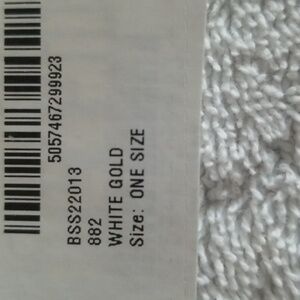 5057467299923
BSS22013
882
WHITE GOLD
Size: ONE SIZE